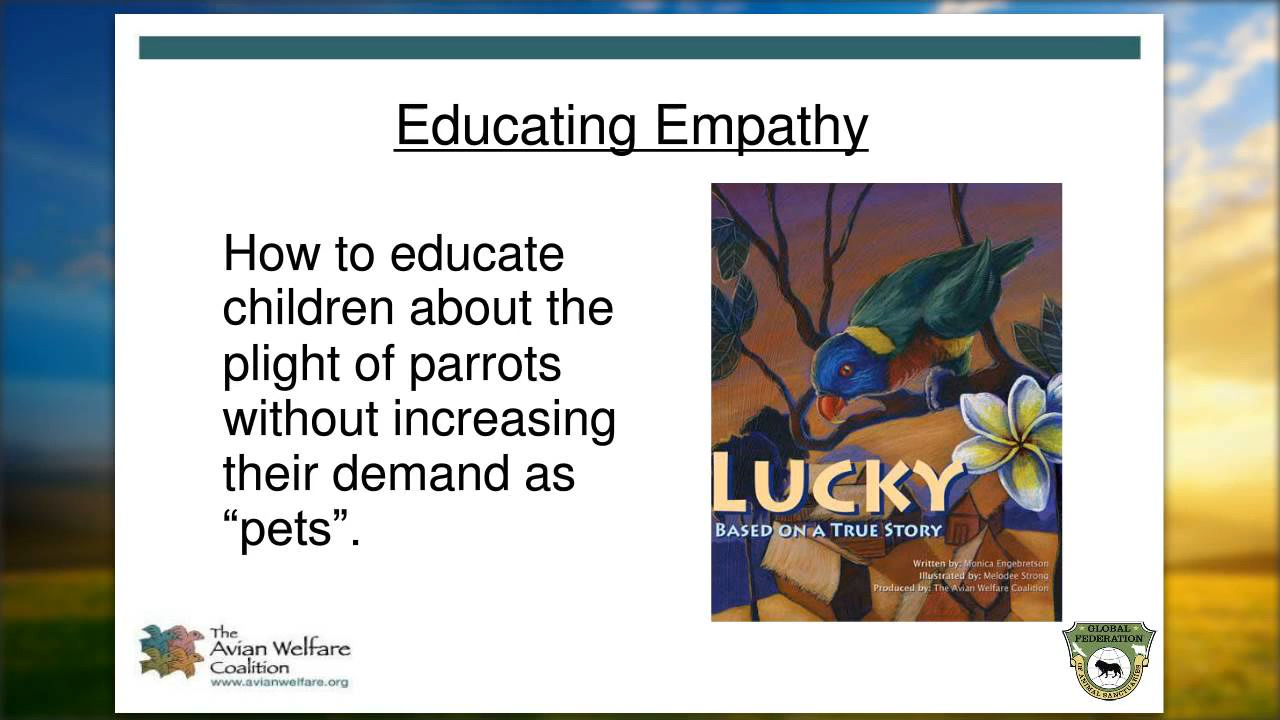 Educating Empathy
How to educate
children about the
plight of parrots
without increasing
their demand as
“pets”.
LUCKY
BASED ON A TRUE STORY
Written by: Monica Engebretson
Illustrated by: Melodee Strong
Produced by: The Avian Welfare Coalition
The
Avian Welfare
Coalition
www.avianwelfare.org
GLOBAL
FEDERATION
OF ANIMAL SANCTUARIES